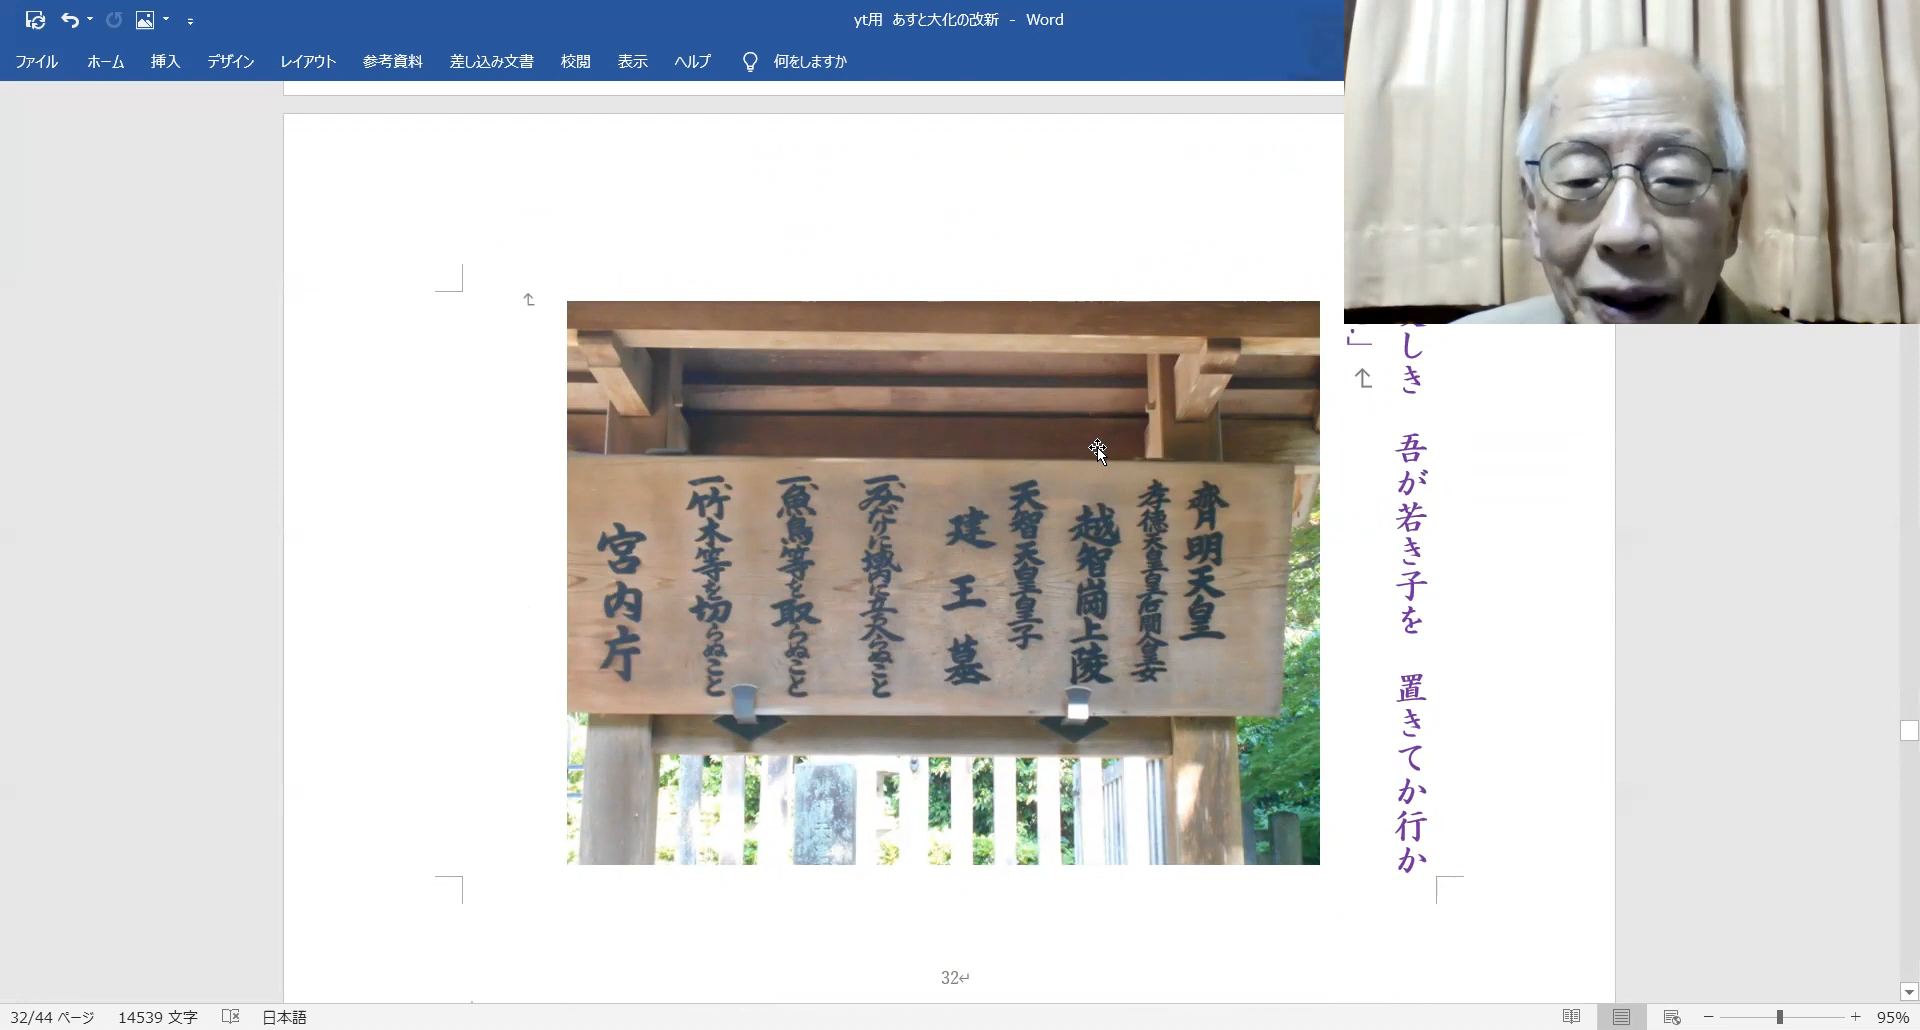 yt用 あすと大化の改新 - Word
ファイル ホーム 挿入 デザイン レイアウト 参考資料 差し込み文書 校閲 表示 ヘルプ 何をしますか
しき 吾が若き子を 置きてか行か
」
斉明天皇
孝徳天皇皇后間人皇女
越智崗上陵
天智天皇皇子
建王墓
一、みだりに域内に立入らぬこと
一、魚鳥等を取らぬこと
一、竹木等を切らぬこと
宮内庁
32
32/44 ページ 14539 文字 日本語 95%